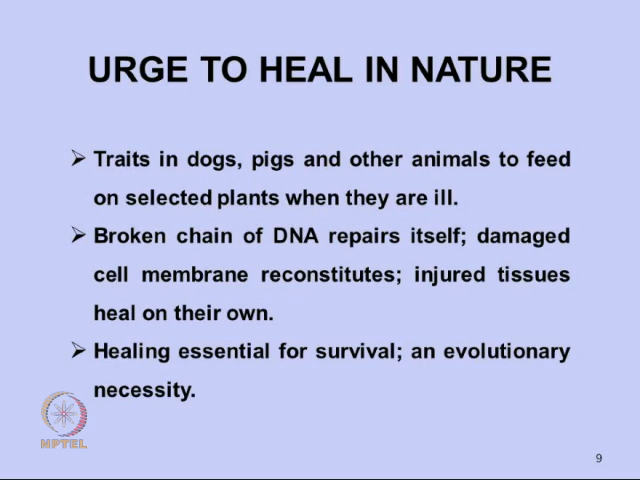 URGE TO HEAL IN NATURE
➢ Traits in dogs, pigs and other animals to feed
on selected plants when they are ill.
➢ Broken chain of DNA repairs itself; damaged
cell membrane reconstitutes; injured tissues
heal on their own.
➢ Healing essential for survival; an evolutionary
necessity.
NPTEL
9